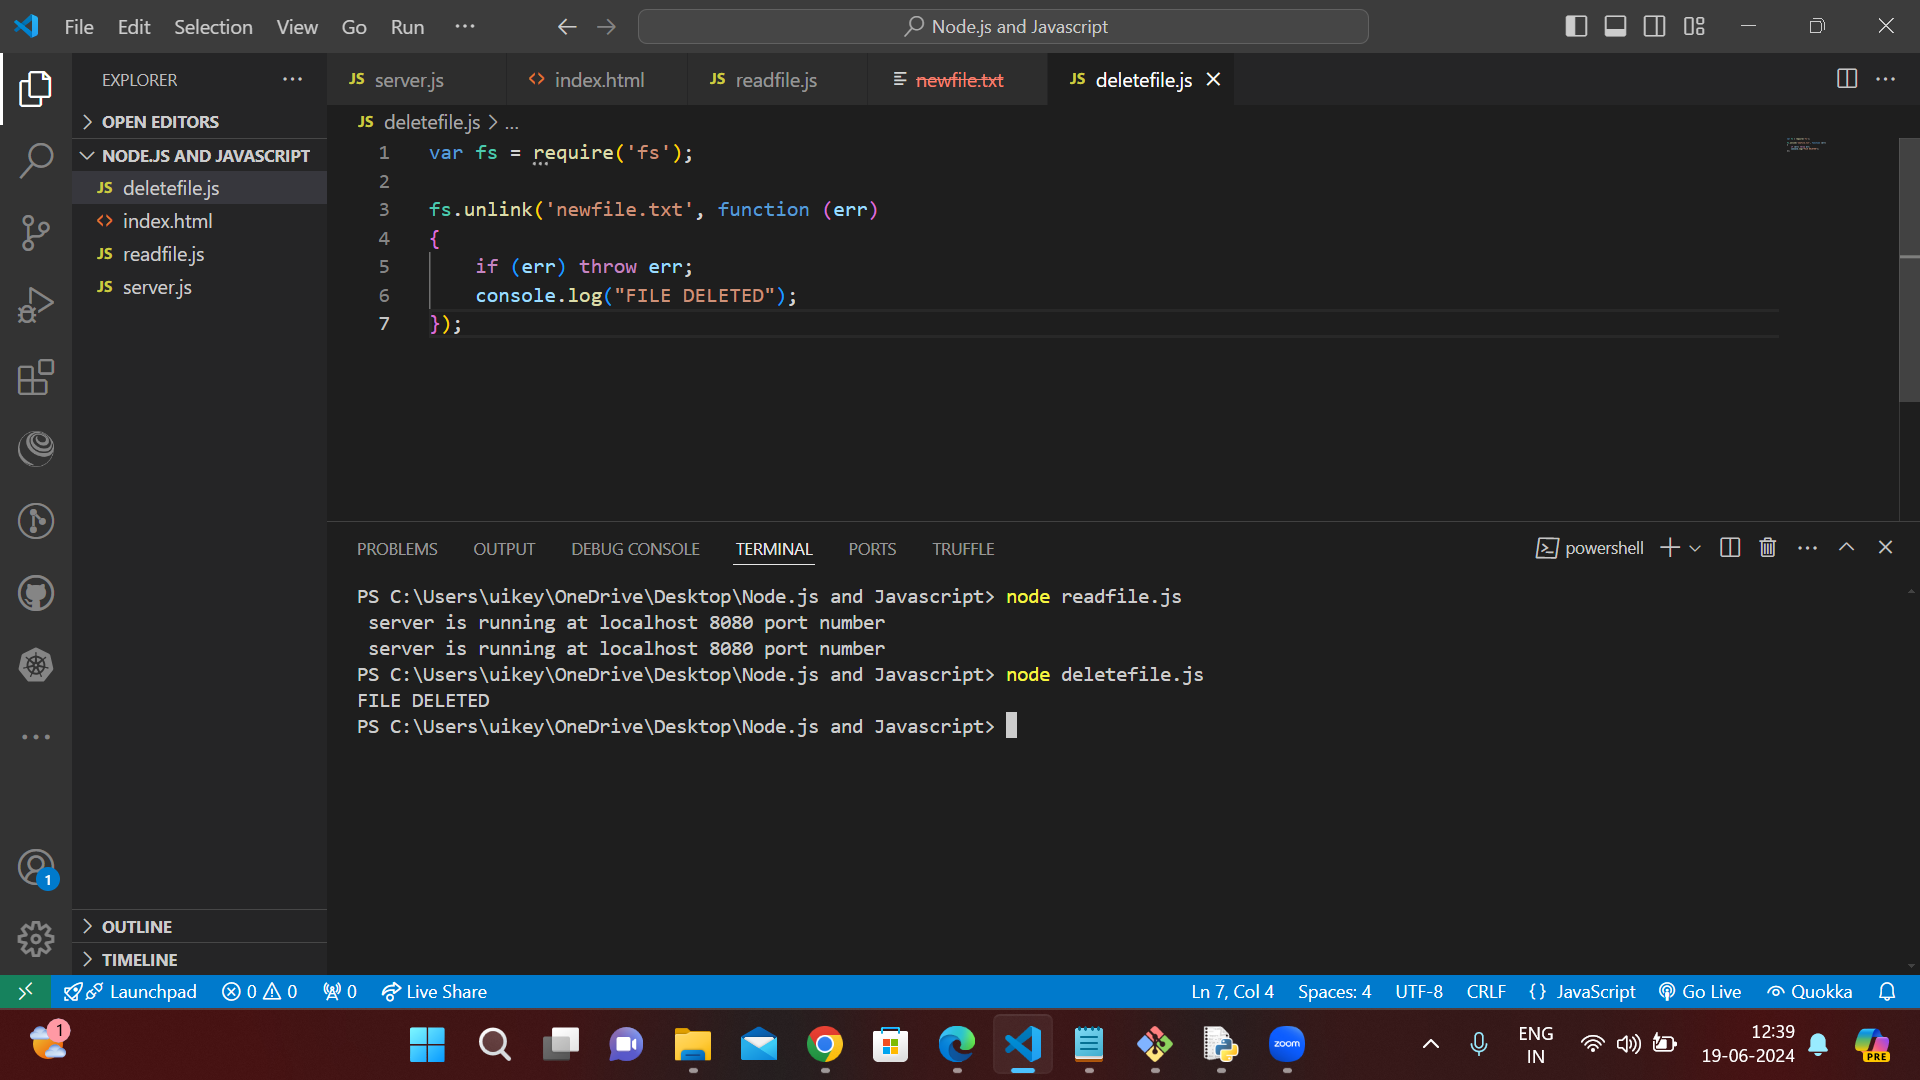 File Edit Selection View Go Run ···
Node.js and Javascript
EXPLORER ···
OPEN EDITORS
NODE.JS AND JAVASCRIPT
JS deletefile.js
<> index.html
JS readfile.js
JS server.js
OUTLINE
TIMELINE
JS server.js
<> index.html
JS readfile.js
newfile.txt
JS deletefile.js
JS deletefile.js > ...
1 var fs = require('fs');
2
3 fs.unlink('newfile.txt', function (err)
4 {
5 if (err) throw err;
6 console.log("FILE DELETED");
7 });
PROBLEMS OUTPUT DEBUG CONSOLE TERMINAL PORTS TRUFFLE
powershell
PS C:\Users\uikey\OneDrive\Desktop\Node.js and Javascript> node readfile.js
server is running at localhost 8080 port number
server is running at localhost 8080 port number
PS C:\Users\uikey\OneDrive\Desktop\Node.js and Javascript> node deletefile.js
FILE DELETED
PS C:\Users\uikey\OneDrive\Desktop\Node.js and Javascript>
1
Launchpad 0 0 0 Live Share
Ln 7, Col 4 Spaces: 4 UTF-8 CRLF {} JavaScript Go Live Quokka
1
zoom
ENG
IN
12:39
19-06-2024
PRE